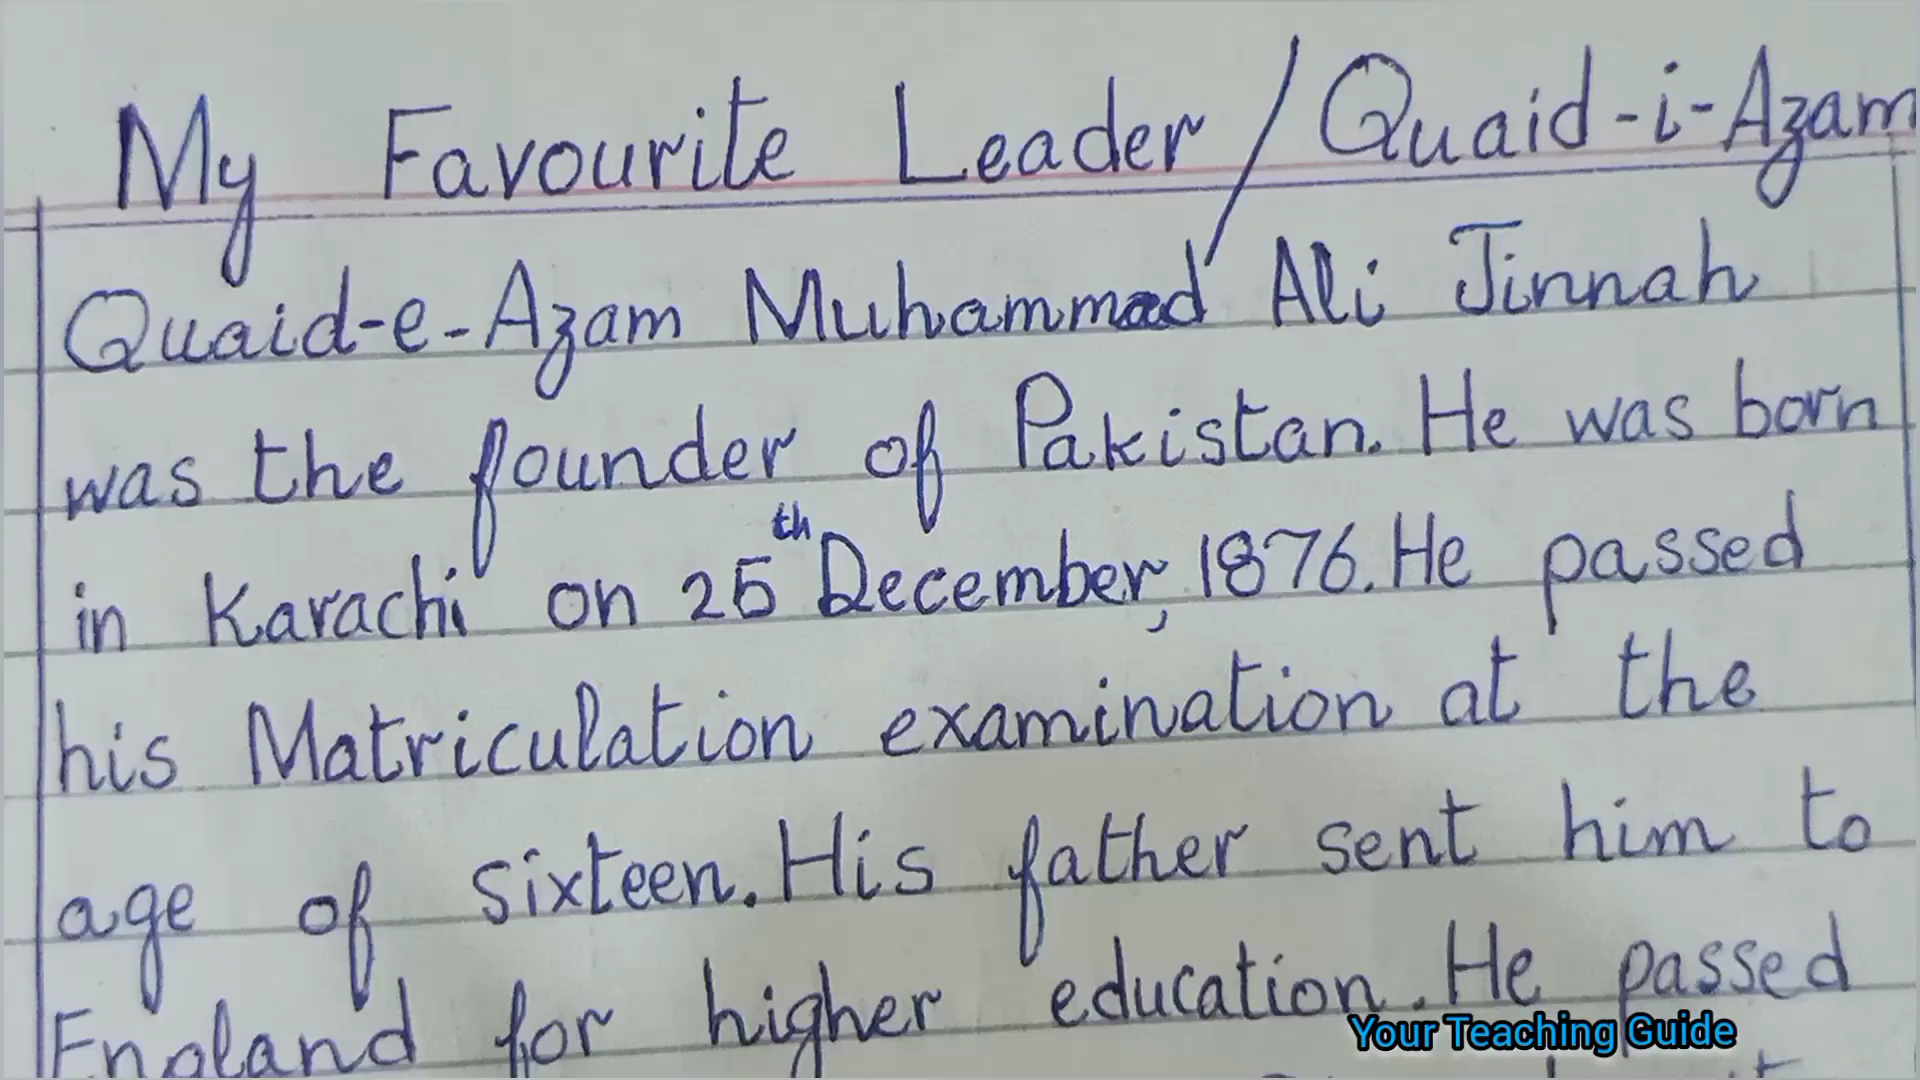 My Favourite Leader / Quaid-i-Azam
Quaid-e-Azam Muhammad Ali Jinnah
was the founder of Pakistan. He was born
in Karachi on 25th December, 1876. He passed
his Matriculation examination at the
age of sixteen. His father sent him to
England for higher education. He passed
Your Teaching Guide